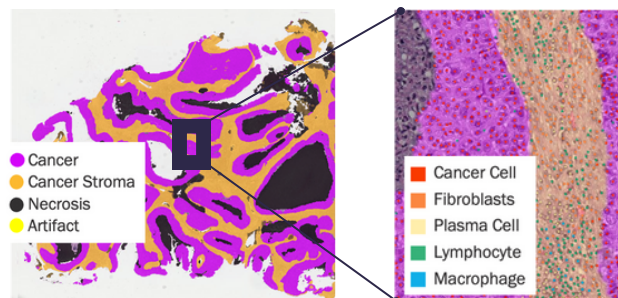 Cancer
Cancer Stroma
Necrosis
Artifact
Cancer Cell
Fibroblasts
Plasma Cell
Lymphocyte
Macrophage